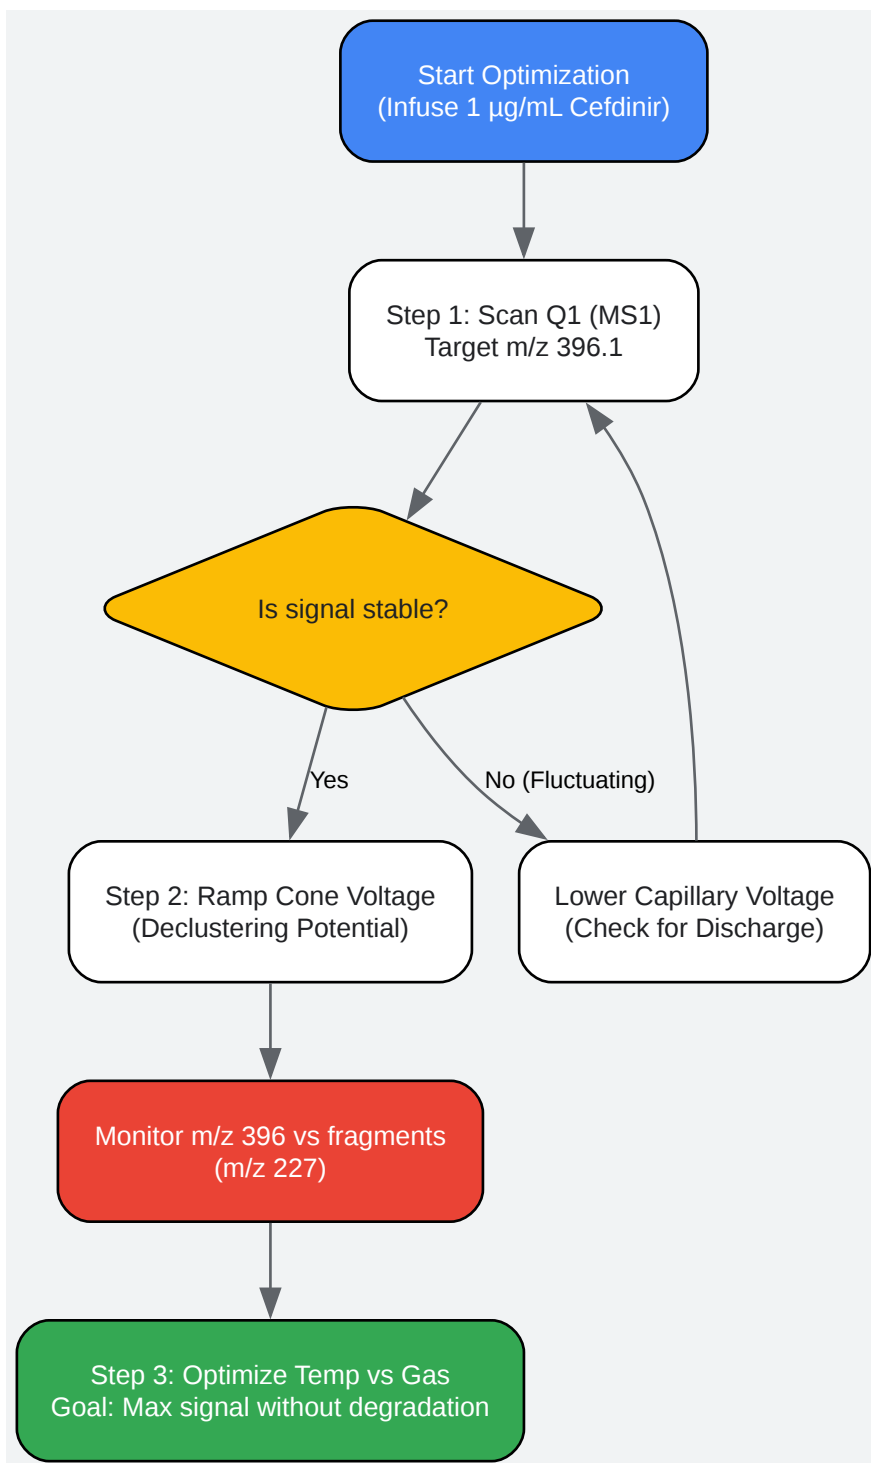 Start Optimization
(Infuse 1 µg/mL Cefdinir)
Step 1: Scan Q1 (MS1)
Target m/z 396.1
Is signal stable?
Yes
No (Fluctuating)
Step 2: Ramp Cone Voltage
(Declustering Potential)
Lower Capillary Voltage
(Check for Discharge)
Monitor m/z 396 vs fragments
(m/z 227)
Step 3: Optimize Temp vs Gas
Goal: Max signal without degradation